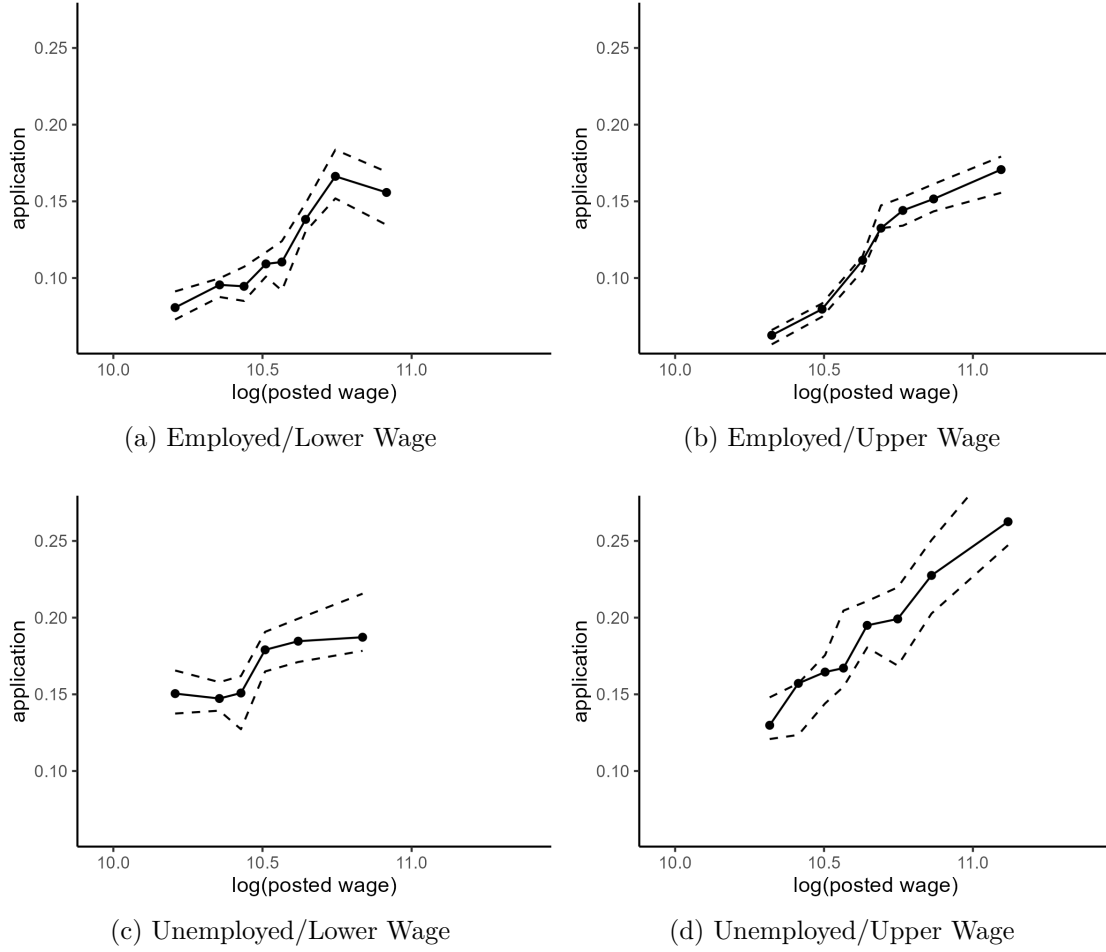 0.25
0.20
0.15
0.10
application
10.0 10.5 11.0
log(posted wage)
(a) Employed/Lower Wage
0.25
0.20
0.15
0.10
application
10.0 10.5 11.0
log(posted wage)
(b) Employed/Upper Wage
0.25
0.20
0.15
0.10
application
10.0 10.5 11.0
log(posted wage)
(c) Unemployed/Lower Wage
0.25
0.20
0.15
0.10
application
10.0 10.5 11.0
log(posted wage)
(d) Unemployed/Upper Wage